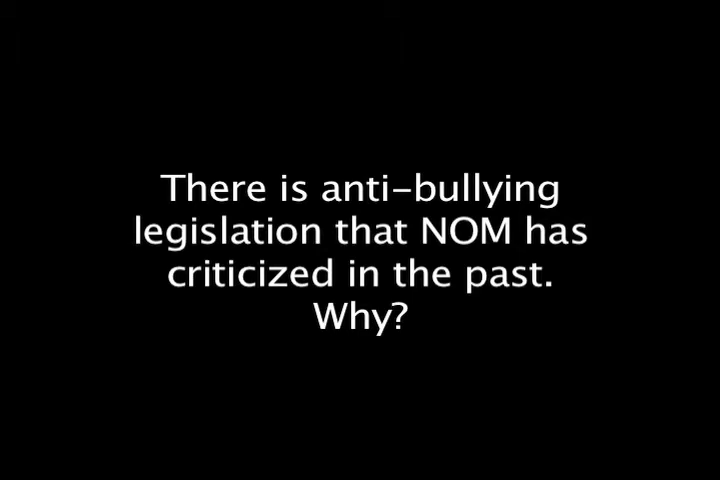 There is anti-bullying
legislation that NOM has
criticized in the past.
Why?